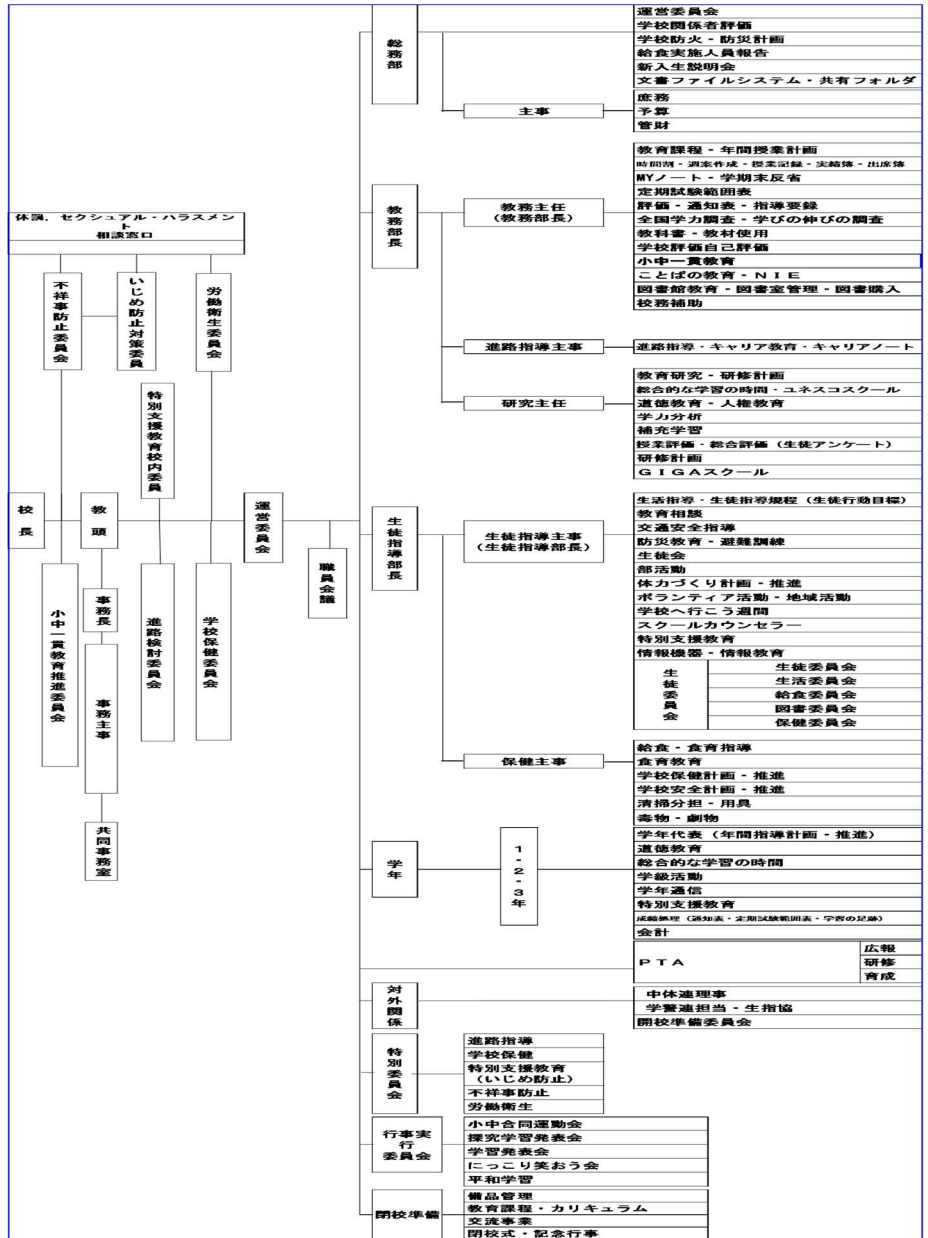 運営委員会
学校関係者評価
学校防火・防災計画
給食実施人員報告
新入生説明会
文書ファイルシステム・共有フォルダ
総務部
主事
庶務
予算
管財
教務部長
教務主任
(教務部長)
教育課程・年間授業計画
時間割・週案作成・授業記録・実績簿・出席簿
MYノート・学期末反省
定期試験範囲表
評価・通知表・指導要録
全国学力調査・学びの伸びの調査
教科書・教材使用
学校評価自己評価
小中一貫教育
ことばの教育・NIE
図書館教育・図書室管理・図書購入
校務補助
進路指導主事
進路指導・キャリア教育・キャリアノート
研究主任
教育研究・研修計画
総合的な学習の時間・ユネスコスクール
道徳教育・人権教育
学力分析
補充学習
授業評価・総合評価(生徒アンケート)
研修計画
GIGAスクール
体罰.セクシュアル・ハラスメン
ト
相談窓口
不祥事防止委員会
いじめ防止対策委員
労働衛生委員会
特別支援教育校内委員
校長
教頭
運営委員会
職員会議
事務長
事務主事
共同事務室
小中一貫教育推進委員会
進路検討委員会
学校保健委員会
生徒指導部長
生徒指導主事
(生徒指導部長)
生活指導・生徒指導規程(生徒行動目標)
教育相談
交通安全指導
防災教育・避難訓練
生徒会
部活動
体力づくり計画・推進
ボランティア活動・地域活動
学校へ行こう週間
スクールカウンセラー
特別支援教育
情報機器・情報教育
生徒委員会
生徒委員会
生活委員会
給食委員会
図書委員会
保健委員会
保健主事
給食・食育指導
食育教育
学校保健計画・推進
学校安全計画・推進
清掃分担・用具
毒物・劇物
学年
1・2・3年
学年代表(年間指導計画・推進)
道徳教育
総合的な学習の時間
学級活動
学年通信
特別支援教育
成績処理(通知表・定期試験範囲表・学習の足跡)
会計
PTA
広報
研修
育成
対外関係
中体連理事
学警連担当・生指協
開校準備委員会
特別委員会
進路指導
学校保健
特別支援教育
(いじめ防止)
不祥事防止
労働衛生
行事実
行
委員会
小中合同運動会
探究学習発表会
学習発表会
にっこり笑おう会
平和学習
閉校準備
備品管理
教育課程・カリキュラム
交流事業
閉校式・記念行事